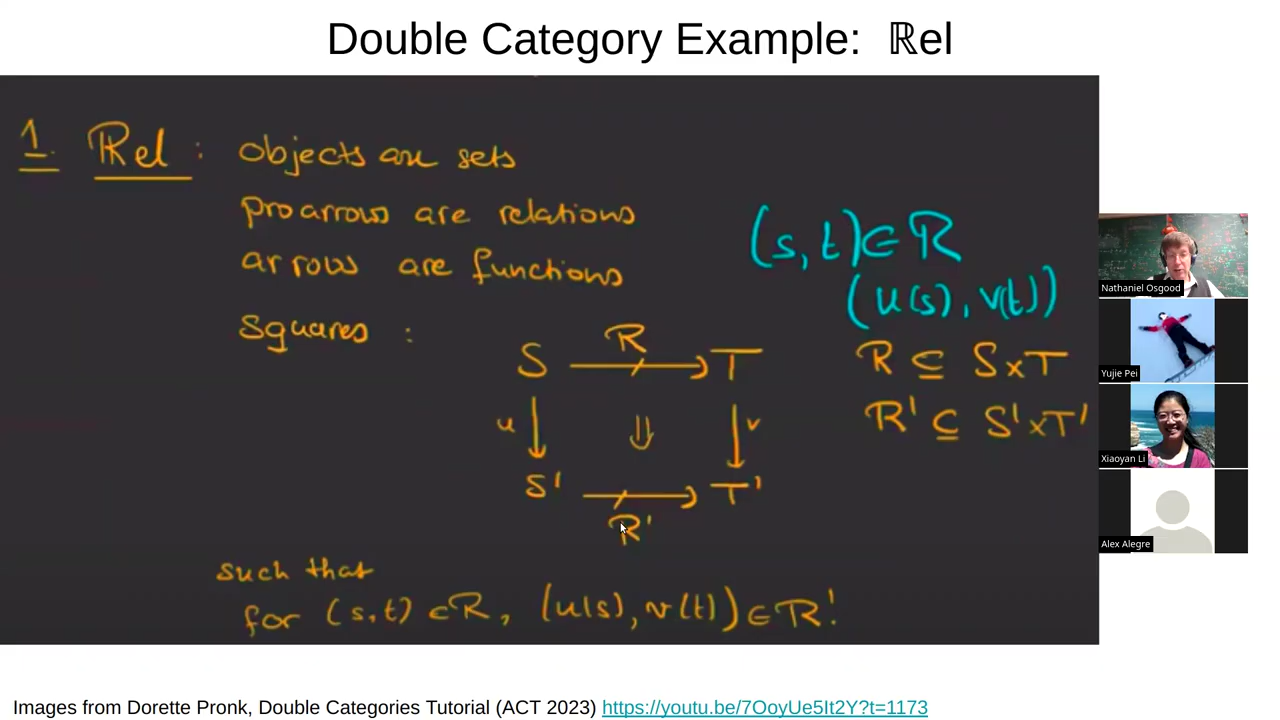 Double Category Example: ℝel
1. ℝel : objects are sets
proarrows are relations
arrows are functions
(s, t) ∈ R
(u(s), v(t))
squares :
S R T
R ⊆ S×T
u ⇓ v
R' ⊆ S'×T'
S' R' T'
such that
for (s,t) ∈ R, (u(s), v(t)) ∈ R'.
Nathaniel Osgood
Yujie Pei
Xiaoyan Li
Alex Alegre
Images from Dorette Pronk, Double Categories Tutorial (ACT 2023) https://youtu.be/7OoyUe5It2Y?t=1173